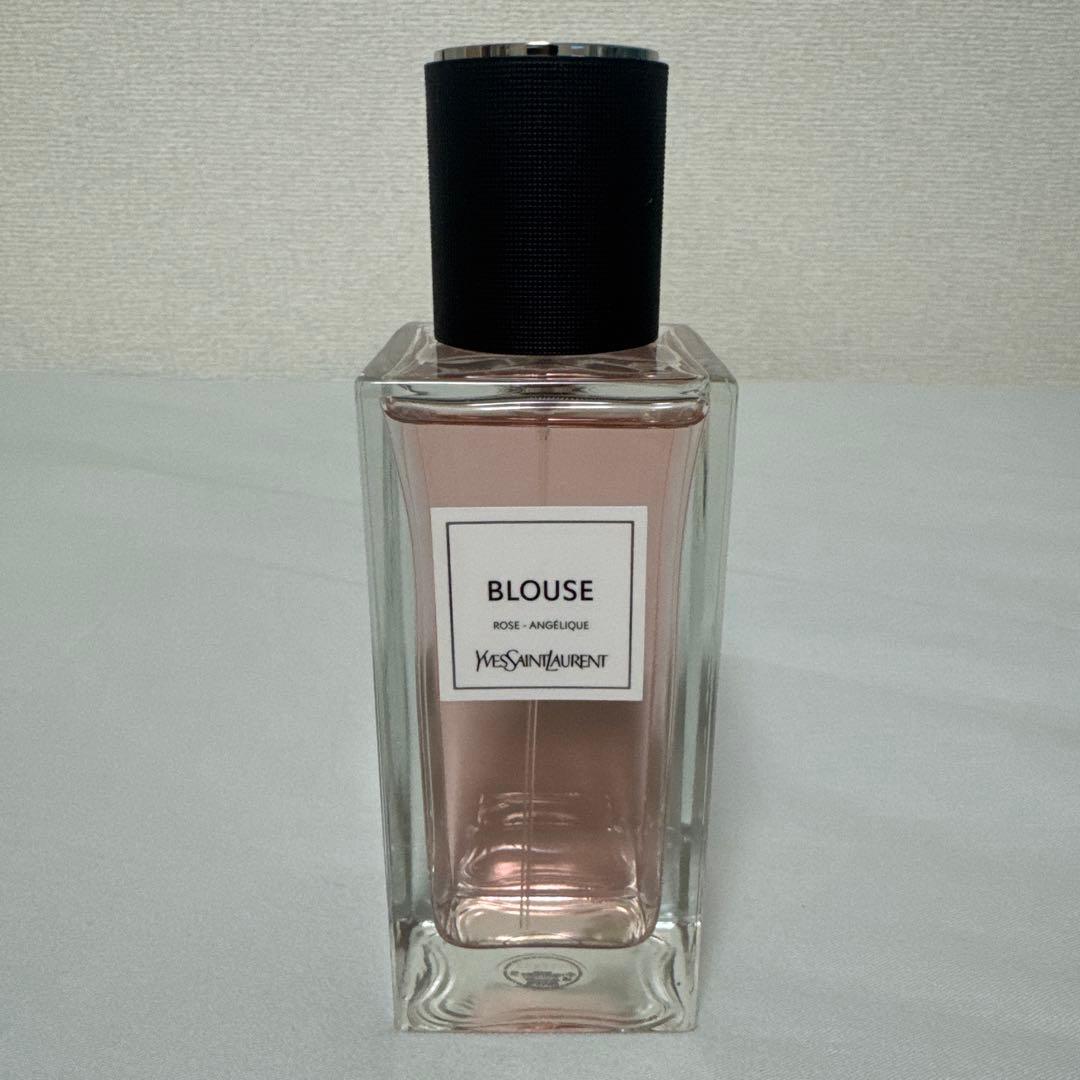 BLOUSE
ROSE - ANGÉLIQUE
YVESSAINTLAURENT